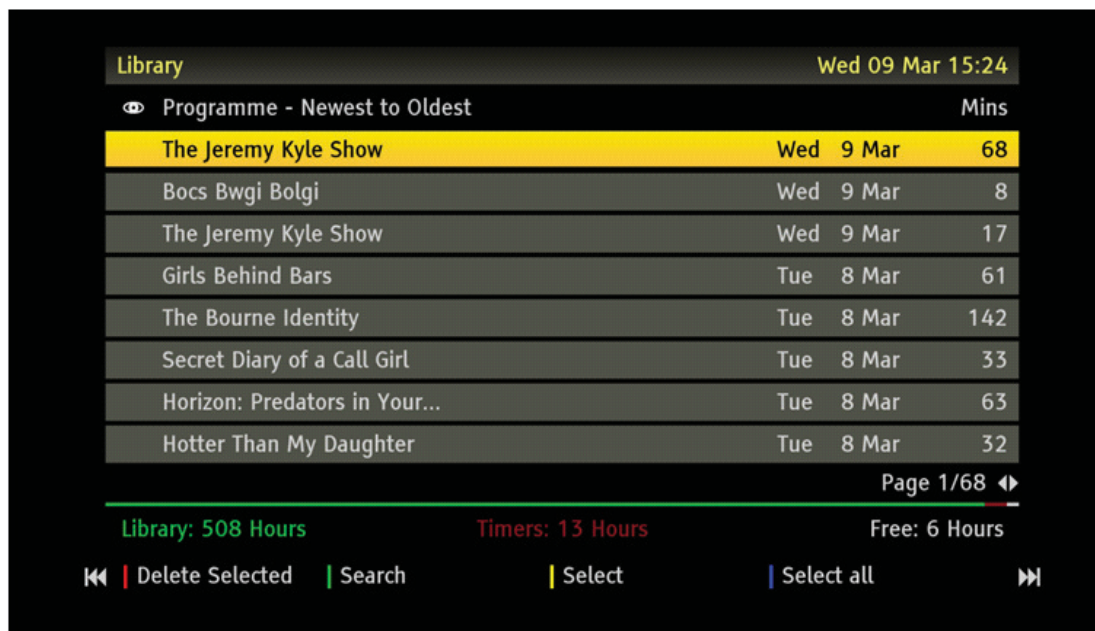 Library Wed 09 Mar 15:24
Programme - Newest to Oldest Mins
The Jeremy Kyle Show Wed 9 Mar 68
Bocs Bwgi Bolgi Wed 9 Mar 8
The Jeremy Kyle Show Wed 9 Mar 17
Girls Behind Bars Tue 8 Mar 61
The Bourne Identity Tue 8 Mar 142
Secret Diary of a Call Girl Tue 8 Mar 33
Horizon: Predators in Your... Tue 8 Mar 63
Hotter Than My Daughter Tue 8 Mar 32
Page 1/68
Library: 508 Hours Timers: 13 Hours Free: 6 Hours
Delete Selected Search Select Select all